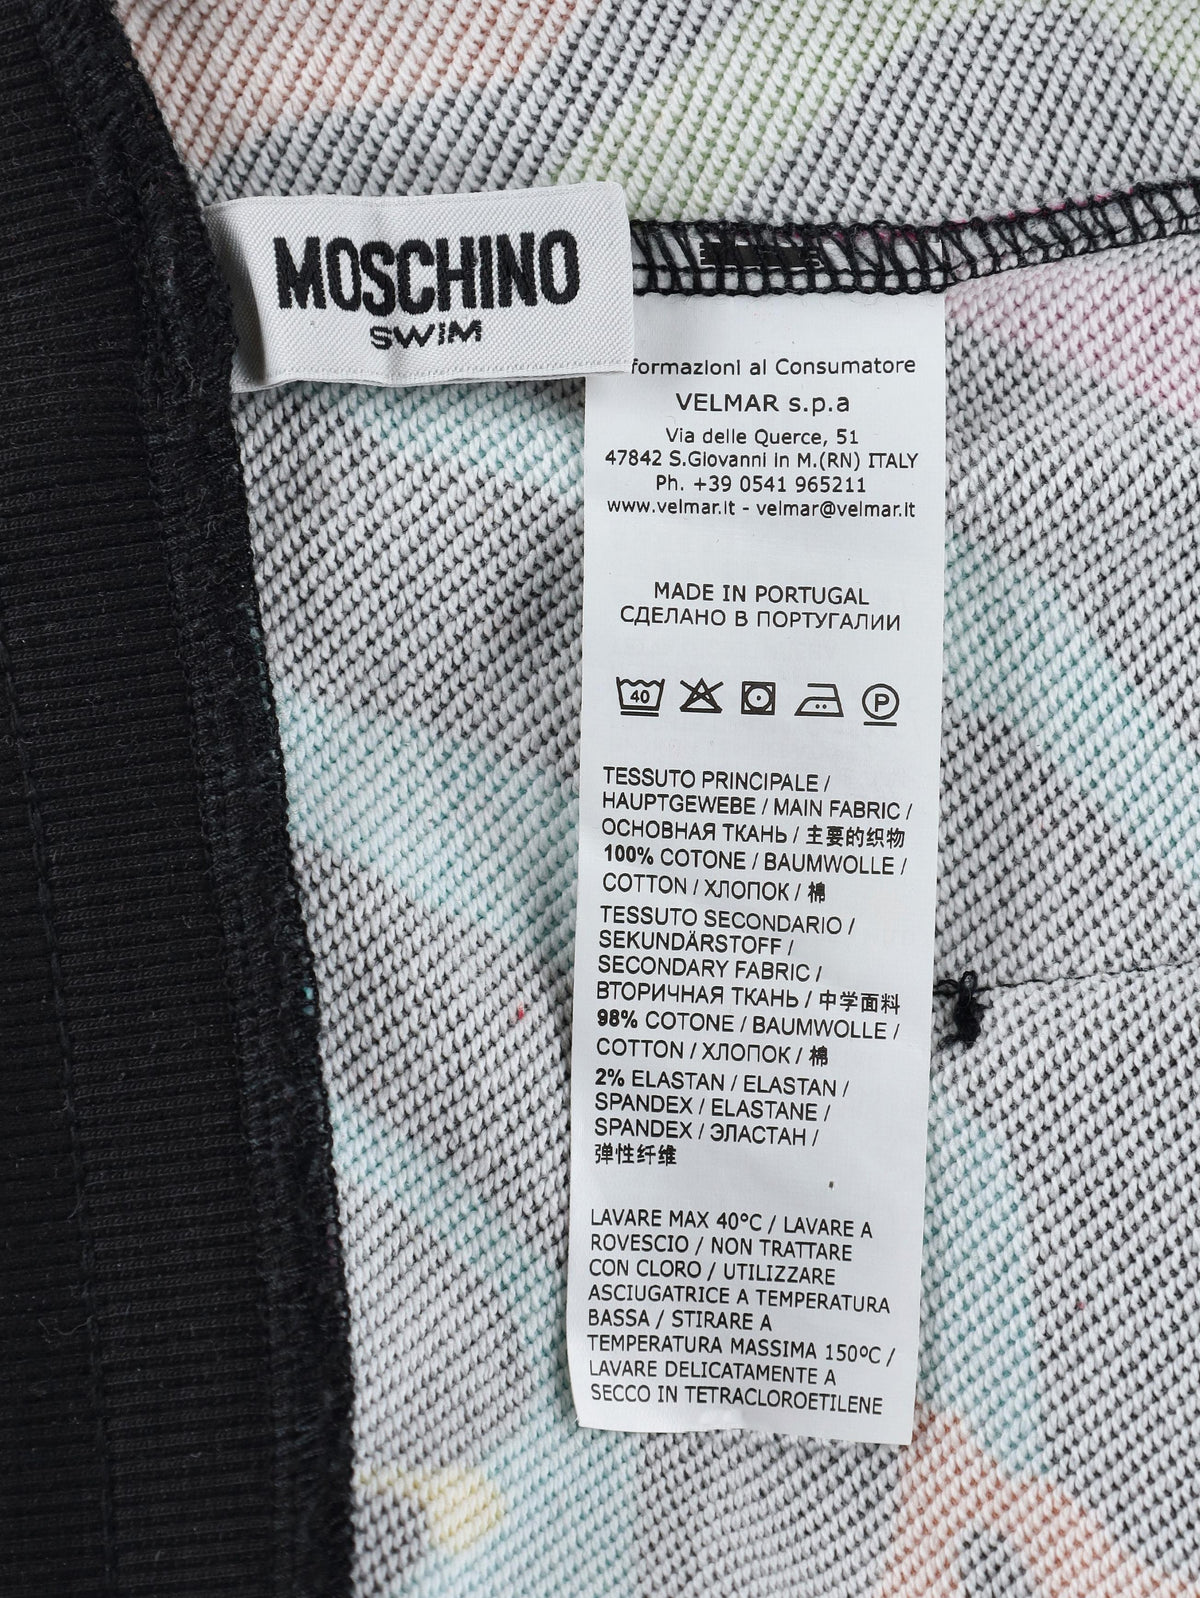 MOSCHINO
SWIM
formazioni al Consumatore
VELMAR s.p.a
Via delle Querce, 51
47842 S.Giovanni in M.(RN) ITALY
Ph. +39 0541 965211
www.velmar.it - velmar@velmar.it
MADE IN PORTUGAL
СДЕЛАНО В ПОРТУГАЛИИ
40 P
TESSUTO PRINCIPALE /
HAUPTGEWEBE / MAIN FABRIC /
ОСНОВНАЯ ТКАНЬ / 主要的织物
100% COTONE / BAUMWOLLE /
COTTON / ХЛОПОК / 棉
TESSUTO SECONDARIO /
SEKUNDÄRSTOFF /
SECONDARY FABRIC /
ВТОРИЧНАЯ ТКАНЬ / 中学面料
98% COTONE / BAUMWOLLE /
COTTON / ХЛОПОК / 棉
2% ELASTAN / ELASTAN /
SPANDEX / ELASTANE /
SPANDEX / ЭЛАСТАН /
弹性纤维
LAVARE MAX 40°C / LAVARE A
ROVESCIO / NON TRATTARE
CON CLORO / UTILIZZARE
ASCIUGATRICE A TEMPERATURA
BASSA / STIRARE A
TEMPERATURA MASSIMA 150°C /
LAVARE DELICATAMENTE A
SECCO IN TETRACLOROETILENE